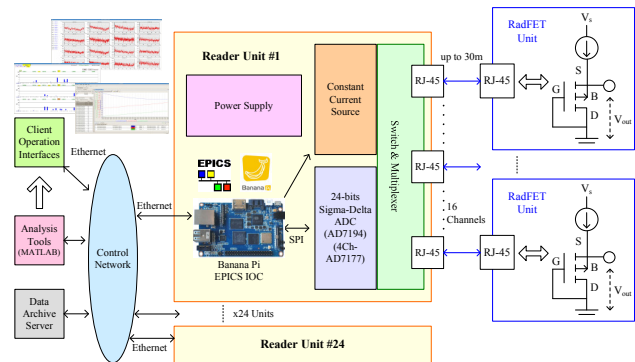 Reader Unit #1
Power Supply
Constant
Current
Source
Switch & Multiplexer
EPICS
Banana Pi
Banana Pi
EPICS IOC
SPI
24-bits
Sigma-Delta
ADC
(AD7194)
(4Ch-
AD7177)
RJ-45
RJ-45
RJ-45
up to 30m
16
Channels
RJ-45
RJ-45
RadFET
Unit
Vs
S
G
B
D
Vout
RadFET
Unit
Vs
S
G
B
D
Vout
Client
Operation
Interfaces
Ethernet
Analysis
Tools
(MATLAB)
Data
Archive
Server
Control
Network
Ethernet
Ethernet
x24 Units
Reader Unit #24